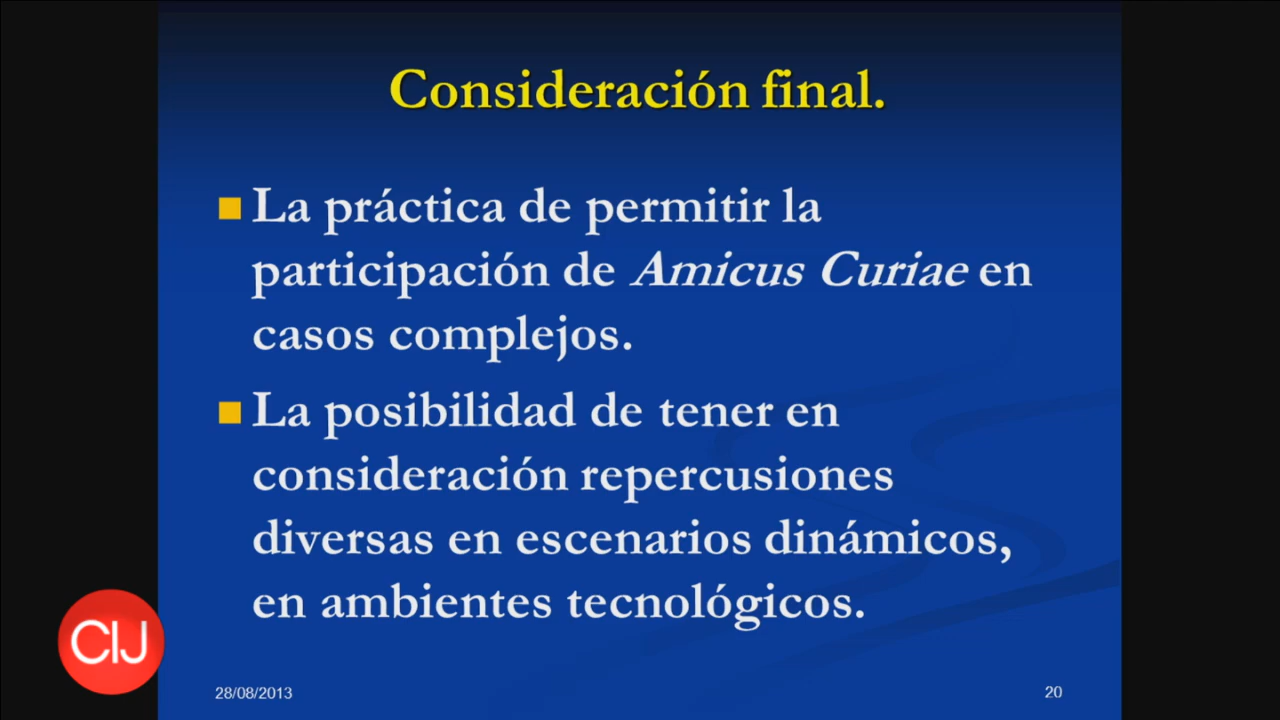 Consideración final.
La práctica de permitir la
participación de Amicus Curiae en
casos complejos.
La posibilidad de tener en
consideración repercusiones
diversas en escenarios dinámicos,
en ambientes tecnológicos.
CIJ
28/08/2013
20